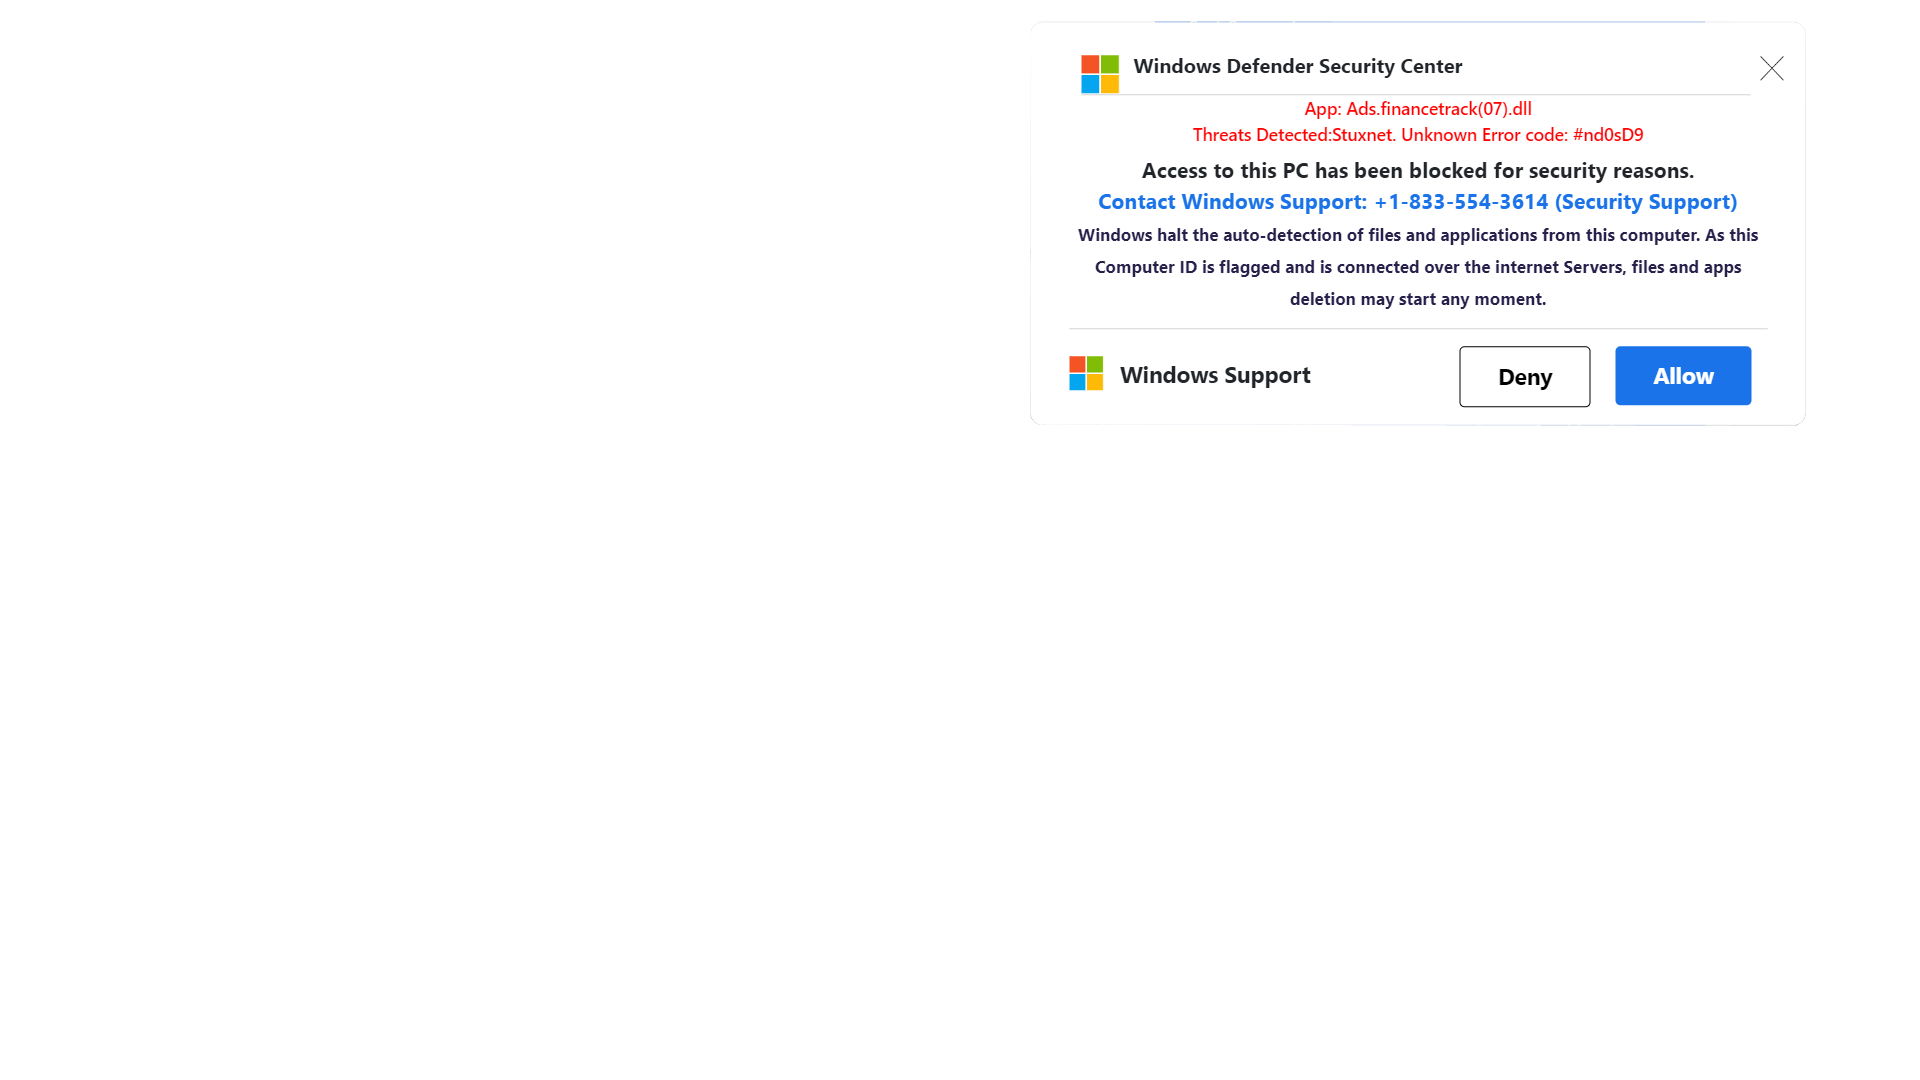 Windows Defender Security Center
App: Ads.financetrack(07).dll
Threats Detected:Stuxnet. Unknown Error code: #nd0sD9
Access to this PC has been blocked for security reasons.
Contact Windows Support: +1-833-554-3614 (Security Support)
Windows halt the auto-detection of files and applications from this computer. As this
Computer ID is flagged and is connected over the internet Servers, files and apps
deletion may start any moment.
Windows Support
Deny
Allow